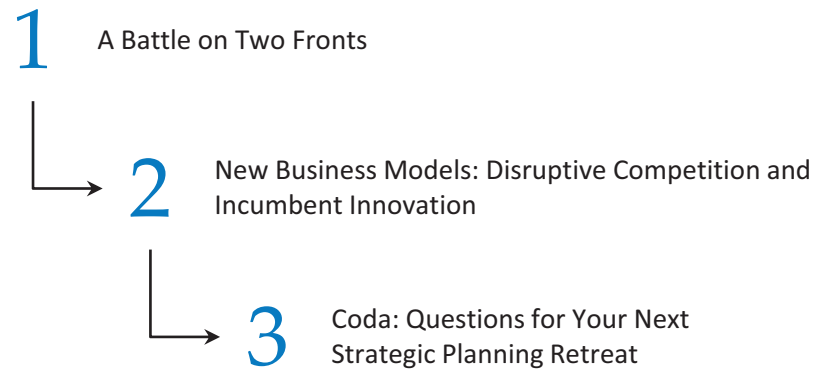 1 A Battle on Two Fronts
2 New Business Models: Disruptive Competition and
Incumbent Innovation
3 Coda: Questions for Your Next
Strategic Planning Retreat